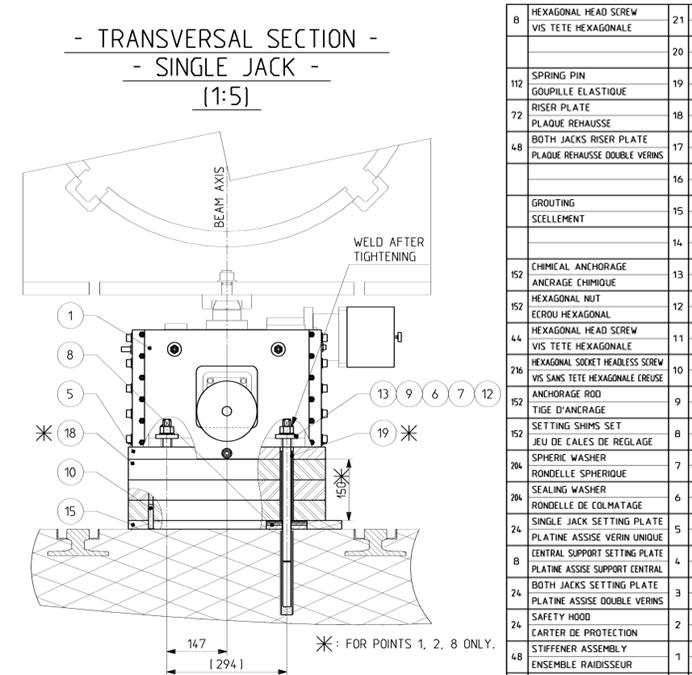 - TRANSVERSAL SECTION -
- SINGLE JACK -
(1:5)
BEAM AXIS
WELD AFTER
TIGHTENING
1
8
5
18
10
15
13 9 6 7 12
19
150
147
(294)
: FOR POINTS 1, 2, 8 ONLY.
8 HEXAGONAL HEAD SCREW 21
VIS TETE HEXAGONALE
20
112 SPRING PIN 19
GOUPILLE ELASTIQUE
72 RISER PLATE 18
PLAQUE REHAUSSE
48 BOTH JACKS RISER PLATE 17
PLAQUE REHAUSSE DOUBLE VERINS
16
GROUTING 15
SCELLEMENT
14
152 CHIMICAL ANCHORAGE 13
ANCRAGE CHIMIQUE
152 HEXAGONAL NUT 12
ECROU HEXAGONAL
44 HEXAGONAL HEAD SCREW 11
VIS TETE HEXAGONALE
216 HEXAGONAL SOCKET HEADLESS SCREW 10
VIS SANS TETE HEXAGONALE CREUSE
152 ANCHORAGE ROD 9
TIGE D'ANCRAGE
152 SETTING SHIMS SET 8
JEU DE CALES DE REGLAGE
204 SPHERIC WASHER 7
RONDELLE SPHERIQUE
204 SEALING WASHER 6
RONDELLE DE COLMATAGE
24 SINGLE JACK SETTING PLATE 5
PLATINE ASSISE VERIN UNIQUE
8 CENTRAL SUPPORT SETTING PLATE 4
PLATINE ASSISE SUPPORT CENTRAL
24 BOTH JACKS SETTING PLATE 3
PLATINE ASSISE DOUBLE VERINS
24 SAFETY HOOD 2
CARTER DE PROTECTION
48 STIFFENER ASSEMBLY 1
ENSEMBLE RAIDISSEUR